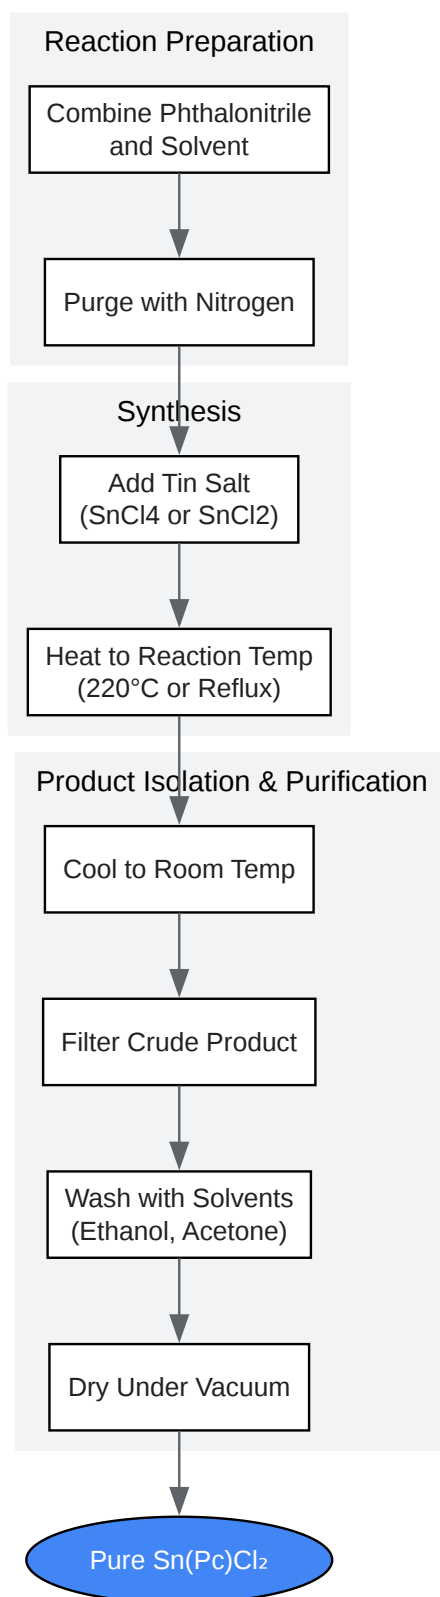 Reaction Preparation
Combine Phthalonitrile
and Solvent
Purge with Nitrogen
Synthesis
Add Tin Salt
(SnCl4 or SnCl2)
Heat to Reaction Temp
(220°C or Reflux)
Product Isolation & Purification
Cool to Room Temp
Filter Crude Product
Wash with Solvents
(Ethanol, Acetone)
Dry Under Vacuum
Pure Sn(Pc)Cl₂